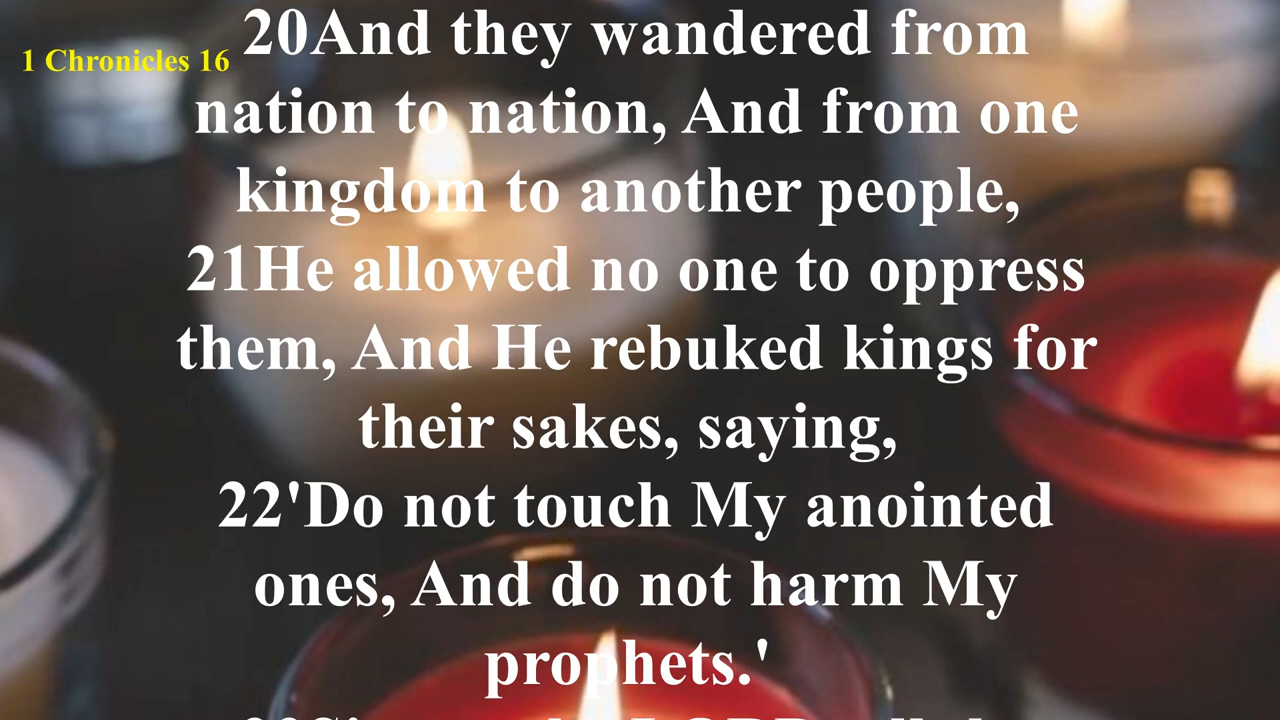 1 Chronicles 16
20And they wandered from
nation to nation, And from one
kingdom to another people,
21He allowed no one to oppress
them, And He rebuked kings for
their sakes, saying,
22'Do not touch My anointed
ones, And do not harm My
prophets.'